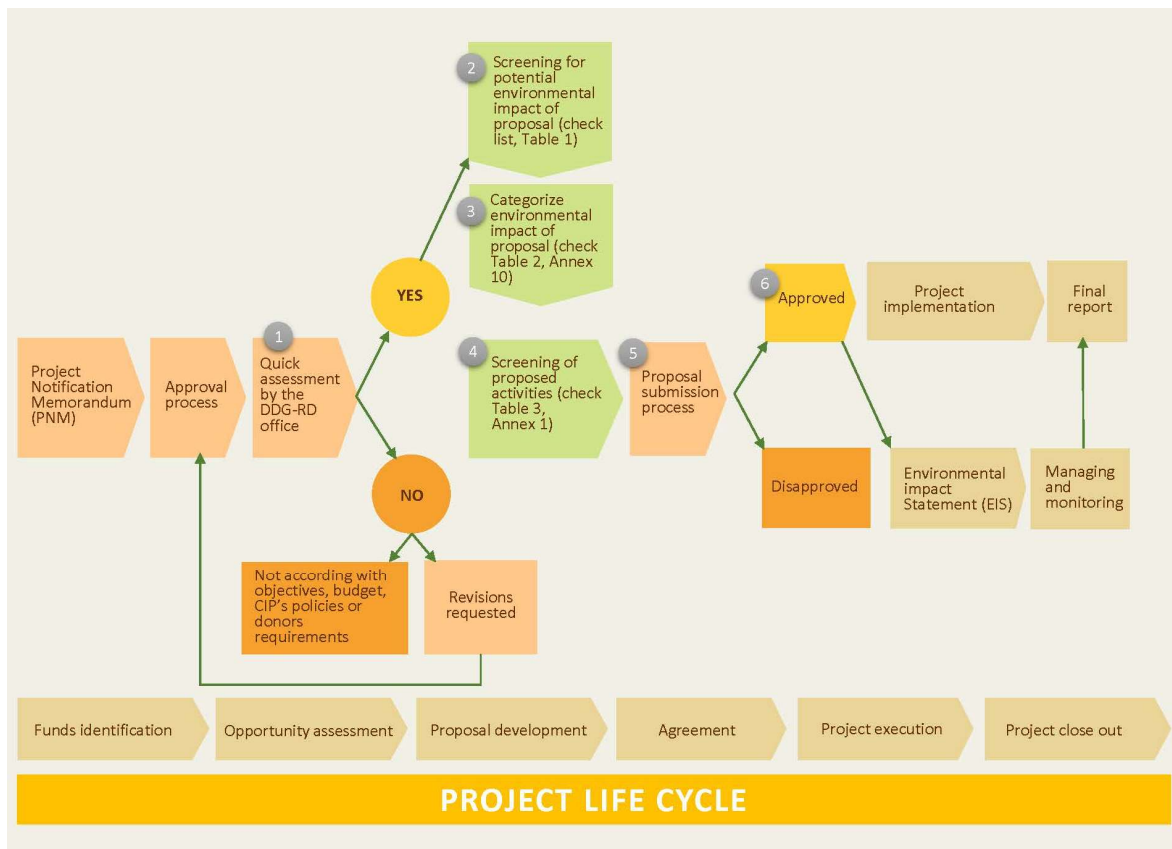 2
Screening for
potential
environmental
impact of
proposal (check
list, Table 1)
3
Categorize
environmental
impact of
proposal (check
Table 2, Annex
10)
YES
Project
Notification
Memorandum
(PNM)
Approval
process
1
Quick
assessment
by the
DDG-RD
office
4
Screening of
proposed
activities (check
Table 3,
Annex 1)
5
Proposal
submission
process
6
Approved
Project
implementation
Final
report
NO
Disapproved
Environmental
impact
Statement (EIS)
Managing
and
monitoring
Not according with
objectives, budget,
CIP's policies or
donors
requirements
Revisions
requested
Funds identification
Opportunity assessment
Proposal development
Agreement
Project execution
Project close out
PROJECT LIFE CYCLE